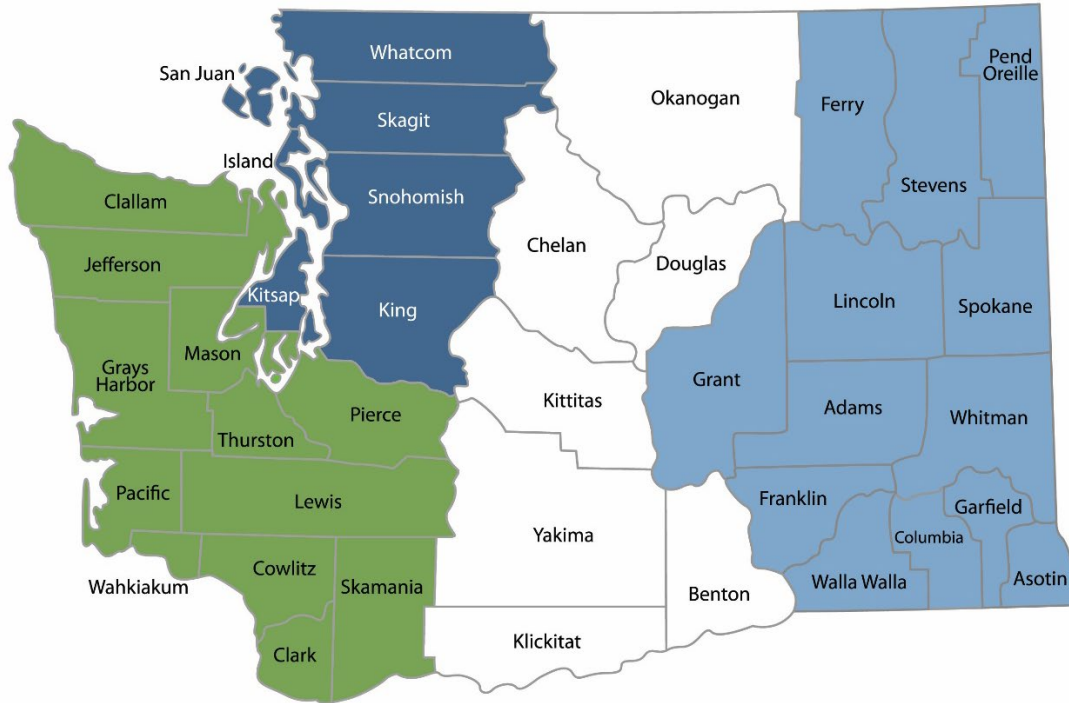 Whatcom
San Juan
Pend
Oreille
Okanogan
Ferry
Skagit
Island
Stevens
Clallam
Snohomish
Chelan
Jefferson
Douglas
Kitsap
Lincoln
Spokane
King
Mason
Grays
Harbor
Grant
Kittitas
Adams
Pierce
Whitman
Thurston
Pacific
Lewis
Franklin
Garfield
Yakima
Columbia
Cowlitz
Wahkiakum
Skamania
Walla Walla
Asotin
Benton
Klickitat
Clark